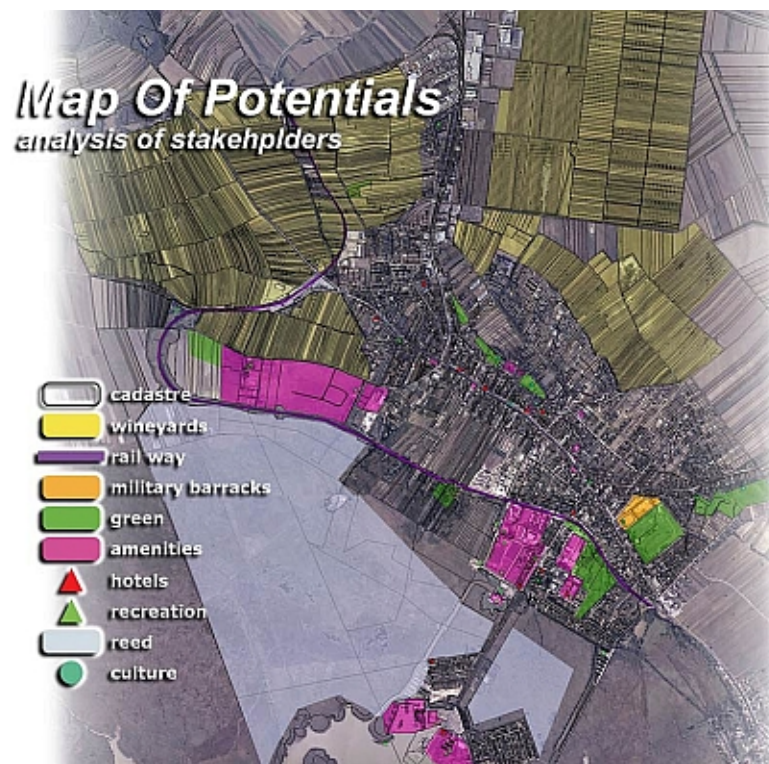 Map Of Potentials
analysis of stakehplders
cadastre
wineyards
rail way
military barracks
green
amenities
hotels
recreation
reed
culture